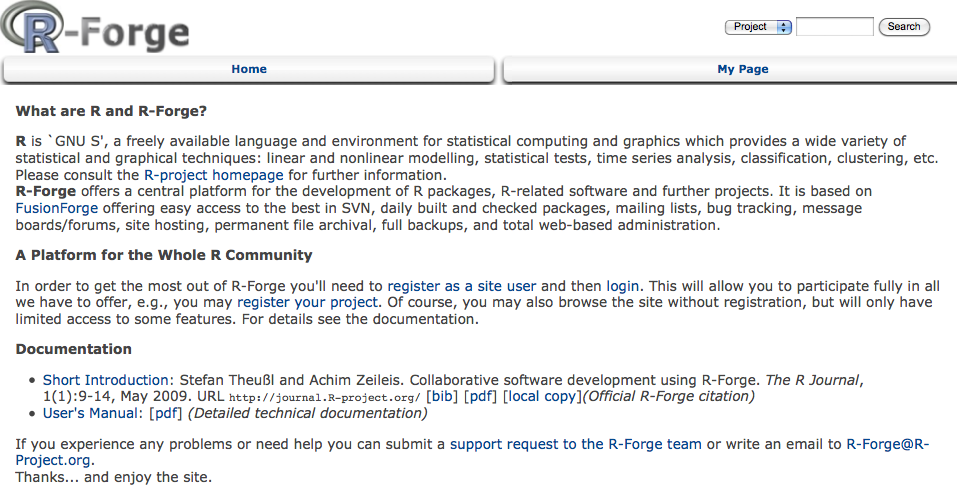 R-Forge
Project
Search
Home
My Page
What are R and R-Forge?
R is `GNU S', a freely available language and environment for statistical computing and graphics which provides a wide variety of
statistical and graphical techniques: linear and nonlinear modelling, statistical tests, time series analysis, classification, clustering, etc.
Please consult the R-project homepage for further information.
R-Forge offers a central platform for the development of R packages, R-related software and further projects. It is based on
FusionForge offering easy access to the best in SVN, daily built and checked packages, mailing lists, bug tracking, message
boards/forums, site hosting, permanent file archival, full backups, and total web-based administration.
A Platform for the Whole R Community
In order to get the most out of R-Forge you'll need to register as a site user and then login. This will allow you to participate fully in all
we have to offer, e.g., you may register your project. Of course, you may also browse the site without registration, but will only have
limited access to some features. For details see the documentation.
Documentation
• Short Introduction: Stefan Theußl and Achim Zeileis. Collaborative software development using R-Forge. The R Journal,
1(1):9-14, May 2009. URL http://journal.R-project.org/ [bib] [pdf] [local copy](Official R-Forge citation)
• User's Manual: [pdf] (Detailed technical documentation)
If you experience any problems or need help you can submit a support request to the R-Forge team or write an email to R-Forge@R-
Project.org.
Thanks... and enjoy the site.